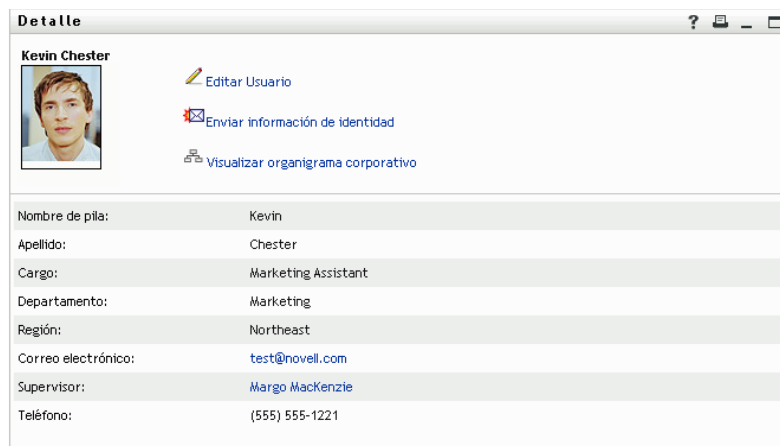 Detalle
Kevin Chester
Editar Usuario
Enviar información de identidad
Visualizar organigrama corporativo
Nombre de pila: Kevin
Apellido: Chester
Cargo: Marketing Assistant
Departamento: Marketing
Región: Northeast
Correo electrónico: test@novell.com
Supervisor: Margo MacKenzie
Teléfono: (555) 555-1221